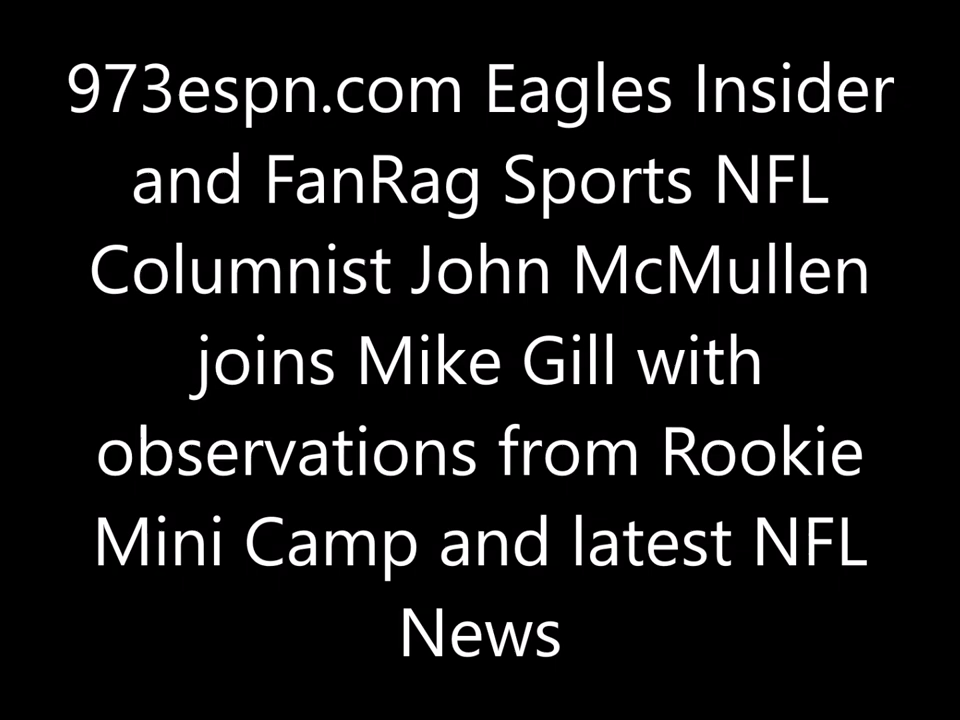 973espn.com Eagles Insider
and FanRag Sports NFL
Columnist John McMullen
joins Mike Gill with
observations from Rookie
Mini Camp and latest NFL
News